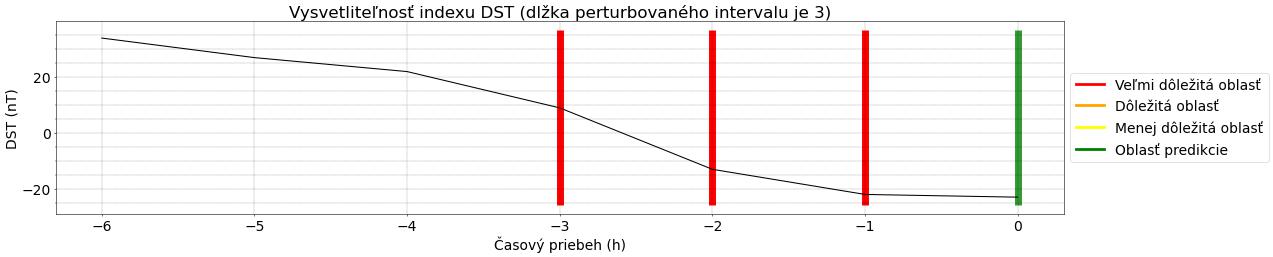 Vysvetliteľnosť indexu DST (dĺžka perturbovaného intervalu je 3)
DST (nT)
20
0
−20
−6 −5 −4 −3 −2 −1 0
Časový priebeh (h)
Veľmi dôležitá oblasť
Dôležitá oblasť
Menej dôležitá oblasť
Oblasť predikcie